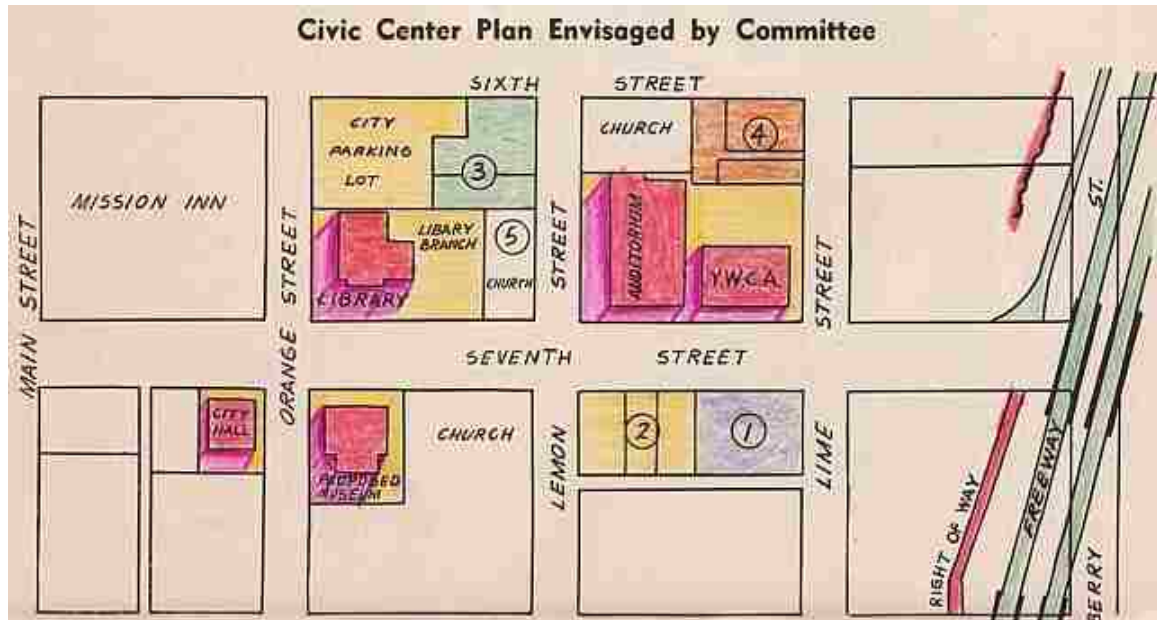 Civic Center Plan Envisaged by Committee
SIXTH STREET
MAIN STREET
MISSION INN
ORANGE STREET
CITY
PARKING
LOT
3
LIBARY
BRANCH
5
CHURCH
LIBRARY
STREET
CHURCH
4
AUDITORIUM
Y.W.C.A.
STREET
ST.
SEVENTH STREET
CITY
HALL
PROPOSED
MUSEUM
CHURCH
LEMON
2
1
LIME
RIGHT OF WAY
FREEWAY
BERRY